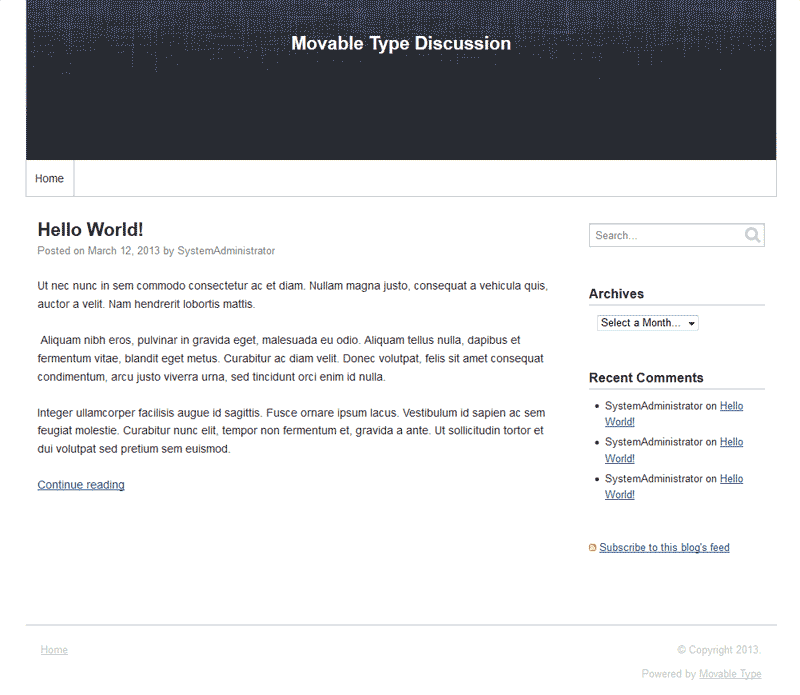 Movable Type Discussion
Home
Hello World!
Posted on March 12, 2013 by SystemAdministrator
Ut nec nunc in sem commodo consectetur ac et diam. Nullam magna justo, consequat a vehicula quis,
auctor a velit. Nam hendrerit lobortis mattis.
Aliquam nibh eros, pulvinar in gravida eget, malesuada eu odio. Aliquam tellus nulla, dapibus et
fermentum vitae, blandit eget metus. Curabitur ac diam velit. Donec volutpat, felis sit amet consequat
condimentum, arcu justo viverra urna, sed tincidunt orci enim id nulla.
Integer ullamcorper facilisis augue id sagittis. Fusce ornare ipsum lacus. Vestibulum id sapien ac sem
feugiat molestie. Curabitur nunc elit, tempor non fermentum et, gravida a ante. Ut sollicitudin tortor et
dui volutpat sed pretium sem euismod.
Continue reading
Search...
Archives
Select a Month...
Recent Comments
SystemAdministrator on Hello
World!
SystemAdministrator on Hello
World!
SystemAdministrator on Hello
World!
Subscribe to this blog's feed
Home
© Copyright 2013.
Powered by Movable Type